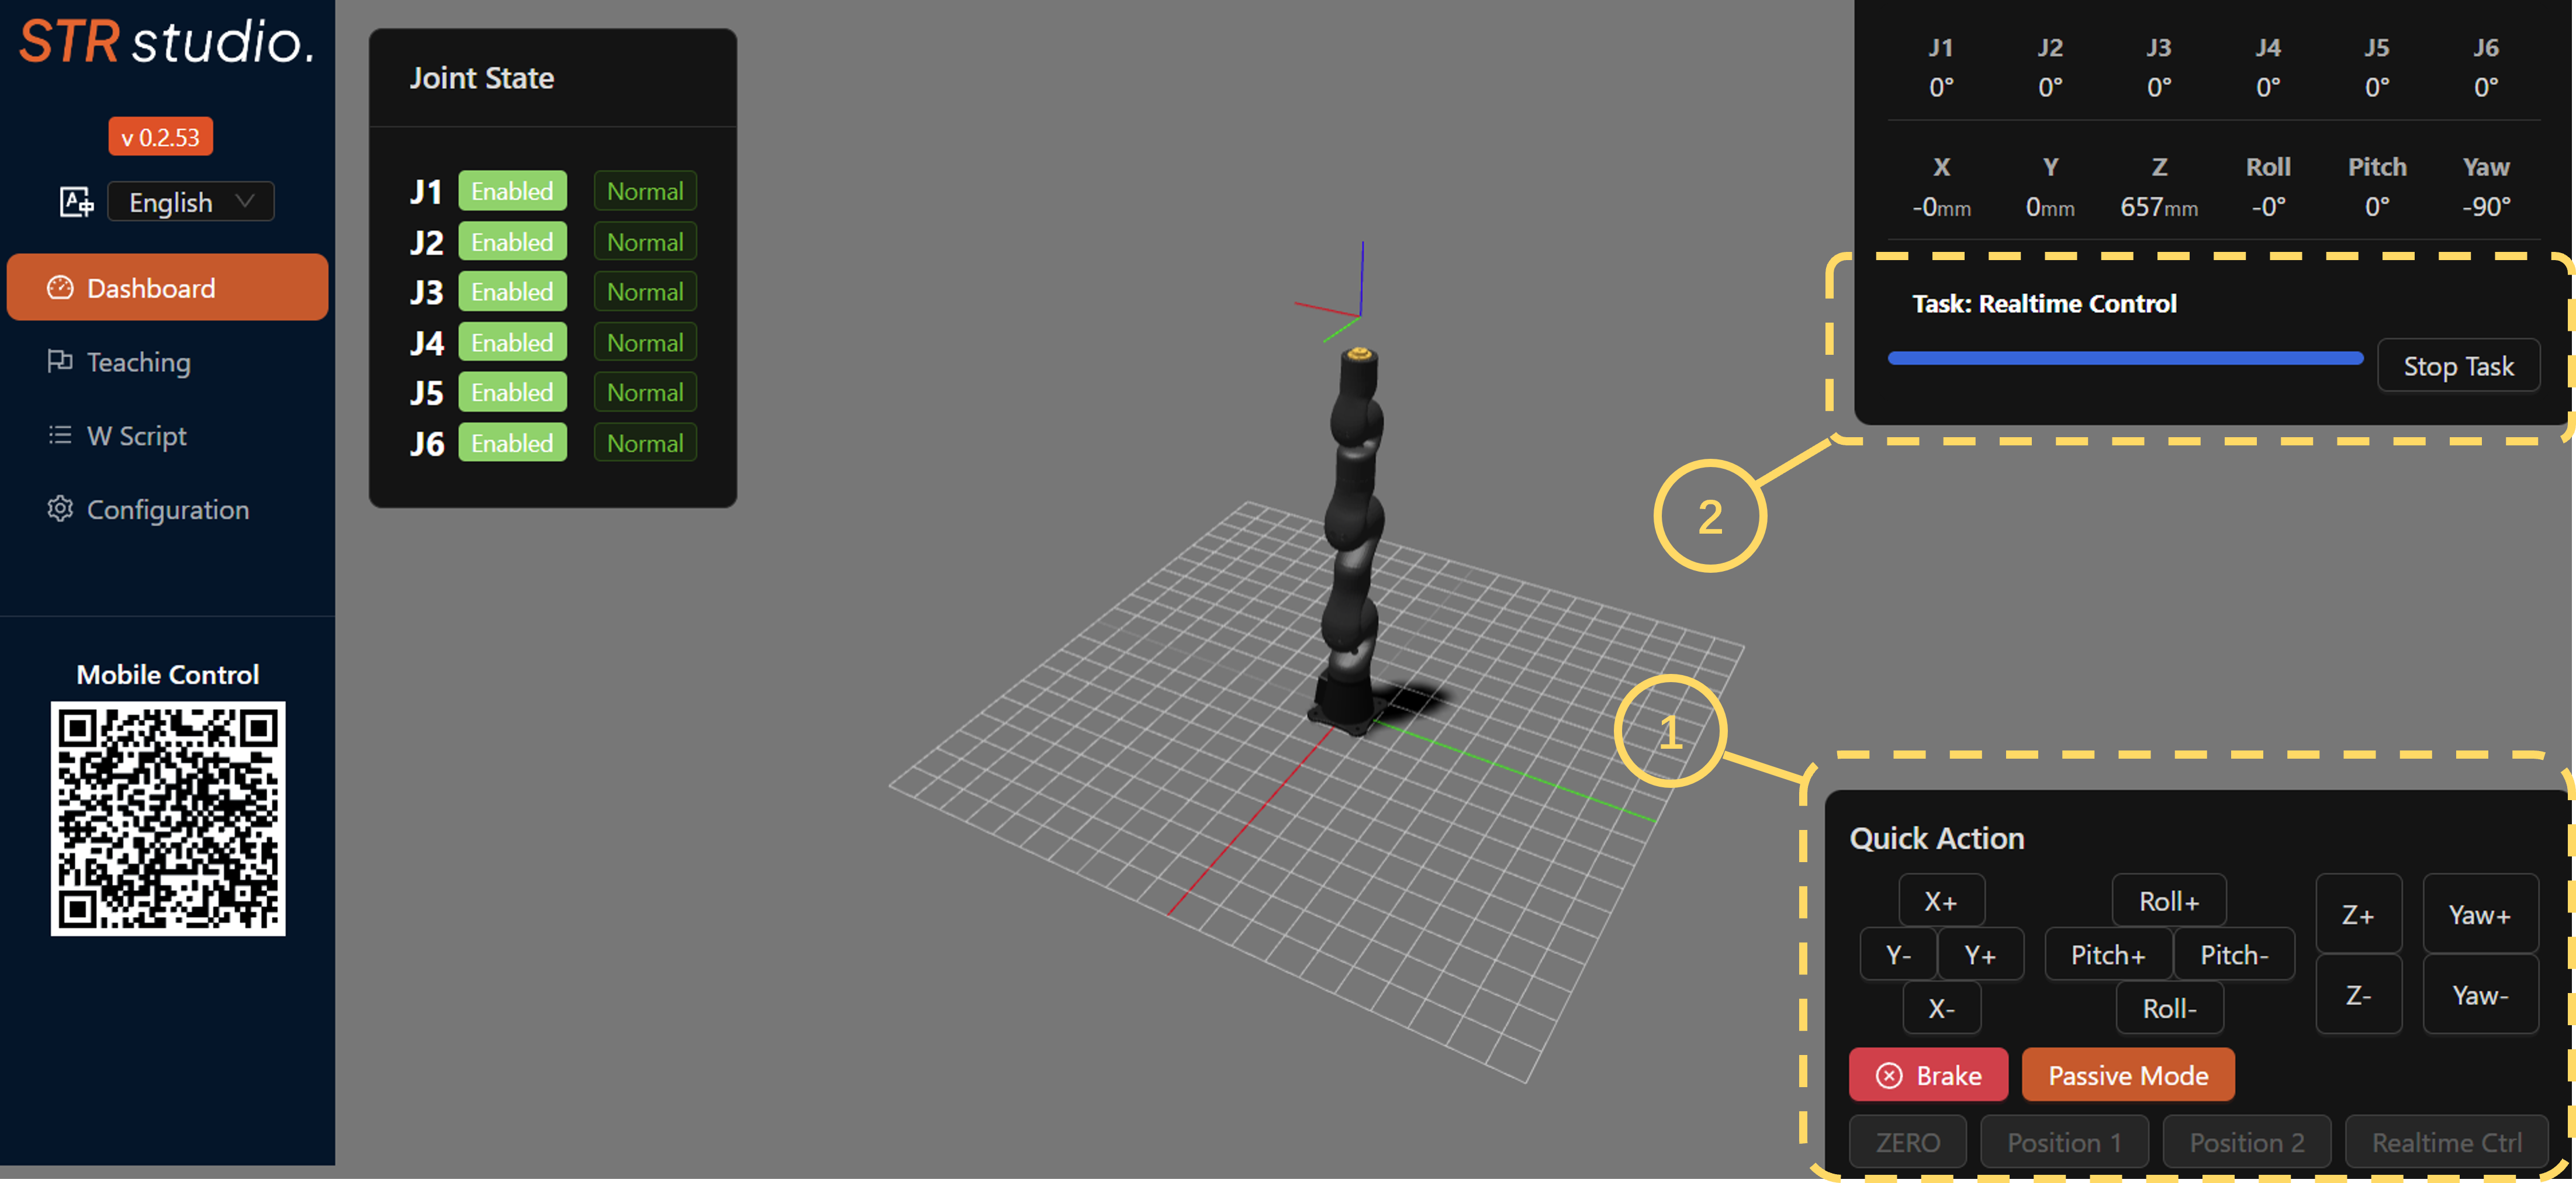 STR studio.
v 0.2.53
English
Dashboard
Teaching
W Script
Configuration
Mobile Control
Joint State
J1 Enabled Normal
J2 Enabled Normal
J3 Enabled Normal
J4 Enabled Normal
J5 Enabled Normal
J6 Enabled Normal
J1 J2 J3 J4 J5 J6
0° 0° 0° 0° 0° 0°
X Y Z Roll Pitch Yaw
-0mm 0mm 657mm -0° 0° -90°
Task: Realtime Control
Stop Task
2
1
Quick Action
X+ Roll+
Z+ Yaw+
Y- Y+ Pitch+ Pitch-
Z- Yaw-
X- Roll-
Brake Passive Mode
ZERO Position 1 Position 2 Realtime Ctrl